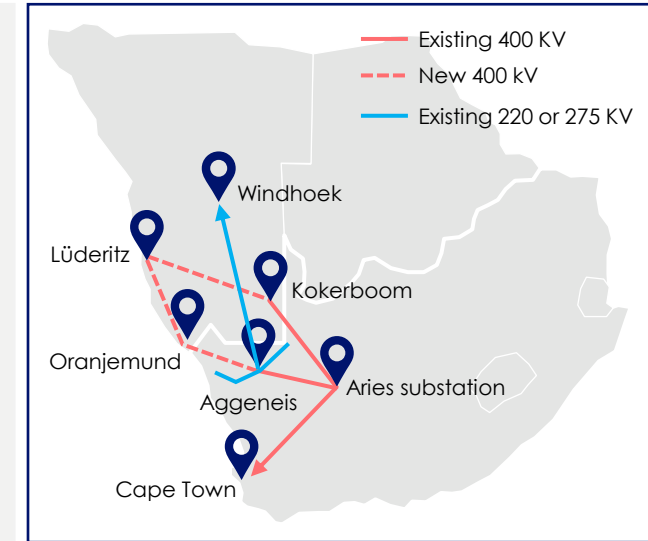 Existing 400 KV
New 400 kV
Existing 220 or 275 KV
Windhoek
Lüderitz
Kokerboom
Oranjemund
Aries substation
Aggeneis
Cape Town